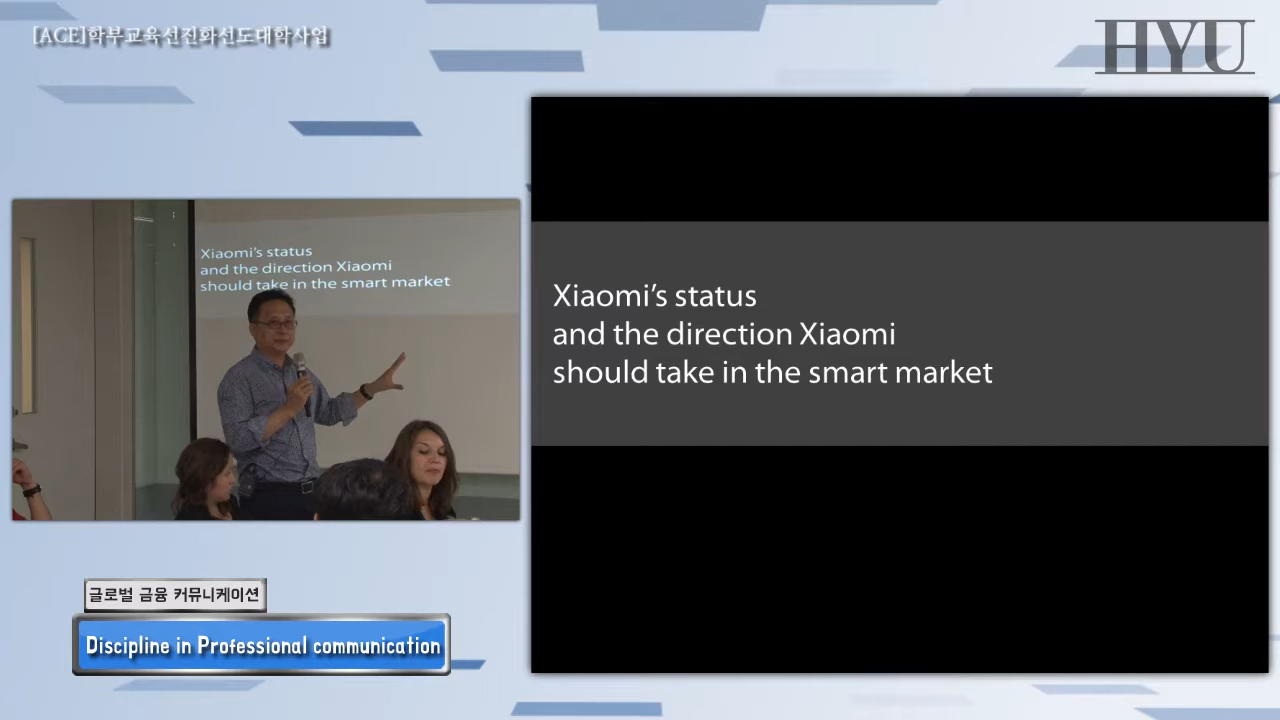 [ACE]학부교육선진화선도대학사업
HYU
Xiaomi's status
and the direction Xiaomi
should take in the smart market
Xiaomi’s status
and the direction Xiaomi
should take in the smart market
글로벌 금융 커뮤니케이션
Discipline in Professional communication